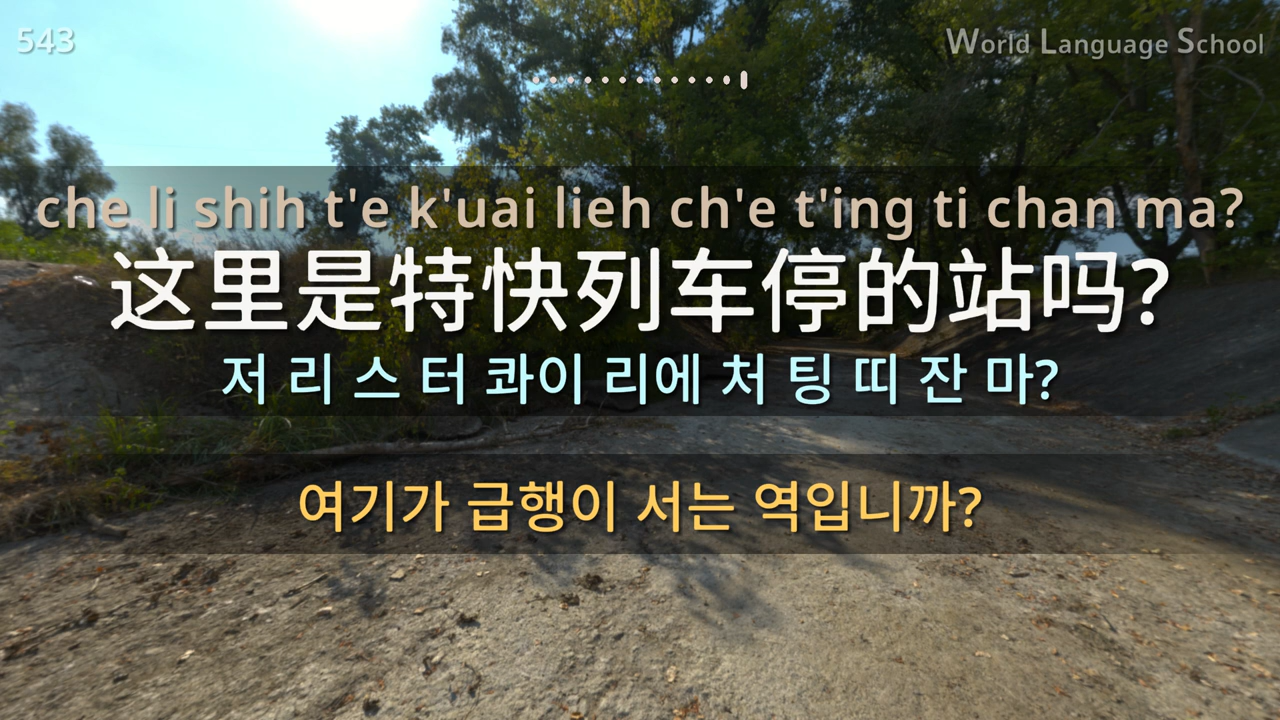 543
World Language School
che li shih t'e k'uai lieh ch'e t'ing ti chan ma?
这里是特快列车停的站吗?
저 리 스 터 콰이 리에 처 팅 띠 잔 마?
여기가 급행이 서는 역입니까?